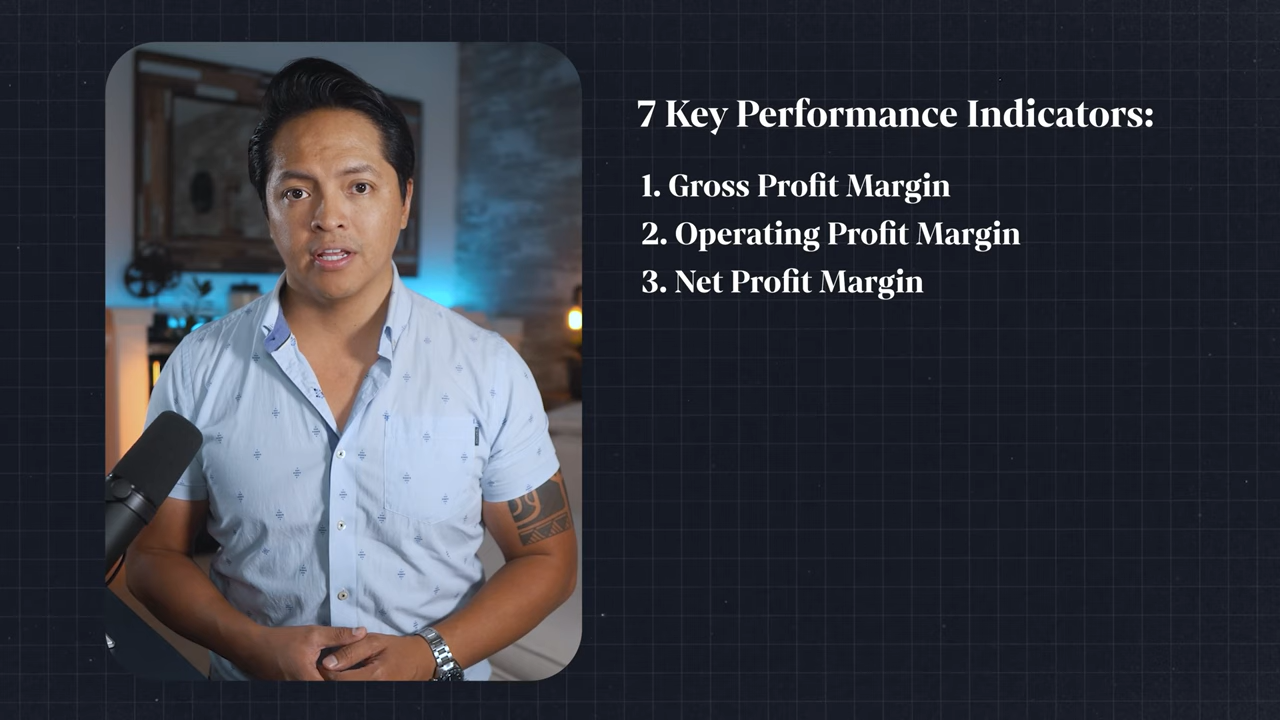 7 Key Performance Indicators:
1. Gross Profit Margin
2. Operating Profit Margin
3. Net Profit Margin